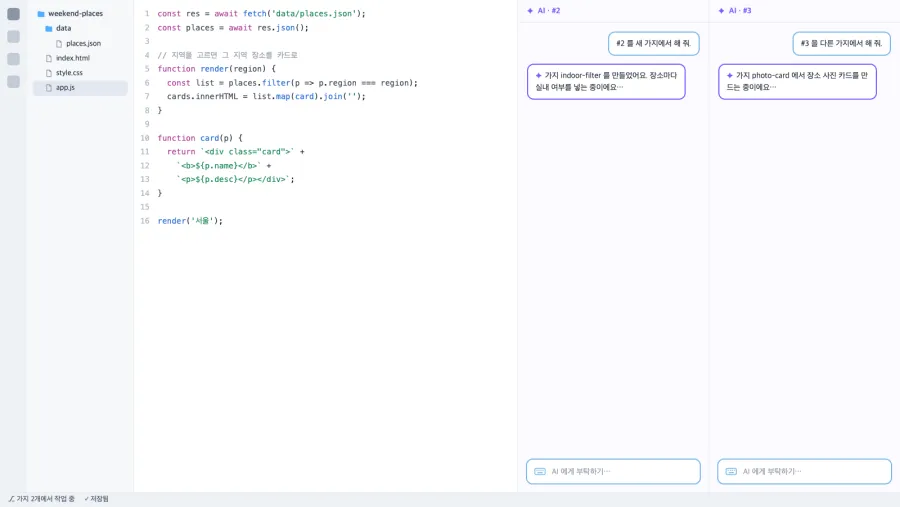 weekend-places
data
places.json
index.html
style.css
app.js
1 const res = await fetch('data/places.json');
2 const places = await res.json();
3
4 // 지역을 고르면 그 지역 장소를 카드로
5 function render(region) {
6 const list = places.filter(p => p.region === region);
7 cards.innerHTML = list.map(card).join('');
8 }
9
10 function card(p) {
11 return `<div class="card">` +
12 `<b>${p.name}</b>` +
13 `<p>${p.desc}</p></div>`;
14 }
15
16 render('서울');
AI · #2
#2 를 새 가지에서 해 줘.
가지 indoor-filter 를 만들었어요. 장소마다
실내 여부를 넣는 중이에요…
AI 에게 부탁하기…
AI · #3
#3 을 다른 가지에서 해 줘.
가지 photo-card 에서 장소 사진 카드를 만
드는 중이에요…
AI 에게 부탁하기…
가지 2개에서 작업 중 ✓ 저장됨